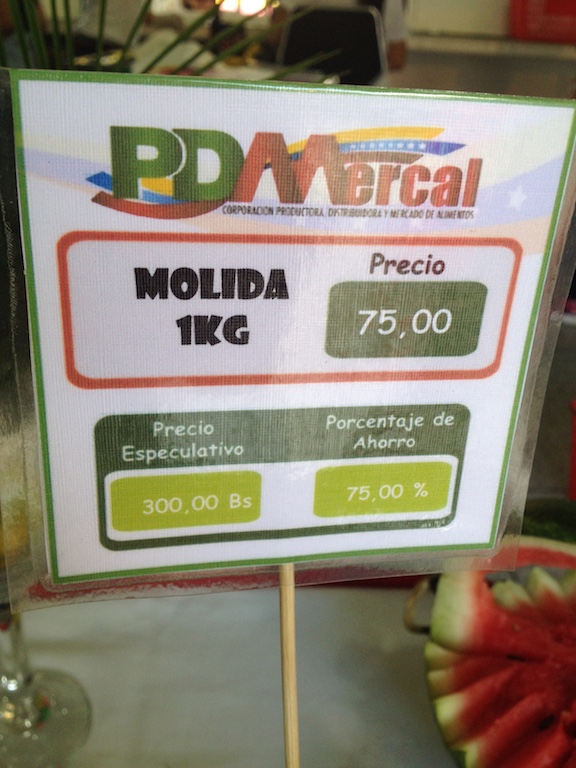 PDMercal
CORPORACION PRODUCTORA, DISTRIBUIDORA Y MERCADO DE ALIMENTOS
MOLIDA
1KG
Precio
75,00
Precio
Especulativo
300,00 Bs
Porcentaje de
Ahorro
75,00 %